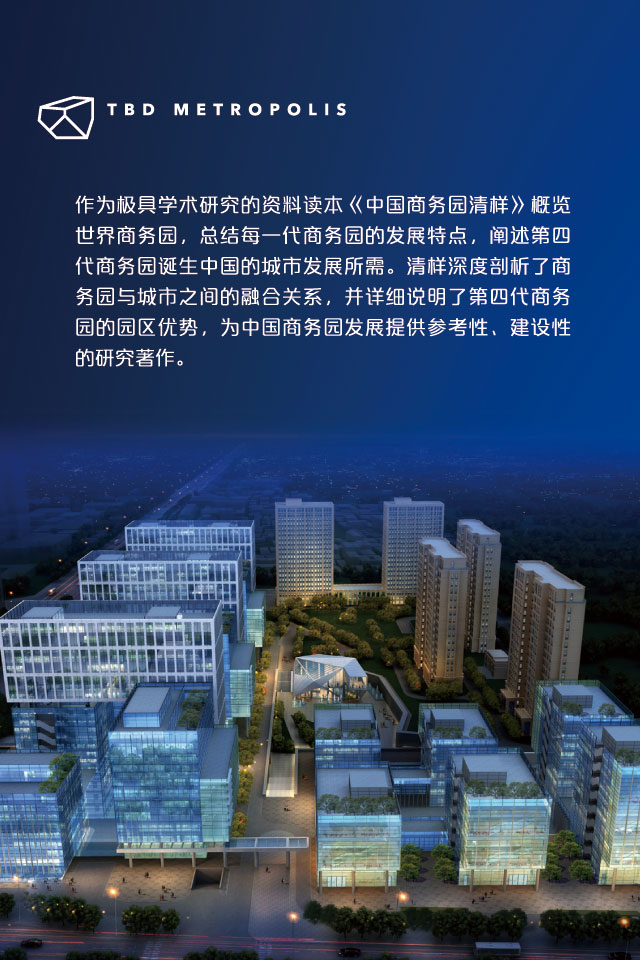 TBD METROPOLIS
作为极具学术研究的资料读本《中国商务园清样》概览
世界商务园，总结每一代商务园的发展特点，阐述第四
代商务园诞生中国的城市发展所需。清样深度剖析了商
务园与城市之间的融合关系，并详细说明了第四代商务
园的园区优势，为中国商务园发展提供参考性、建设性
的研究著作。